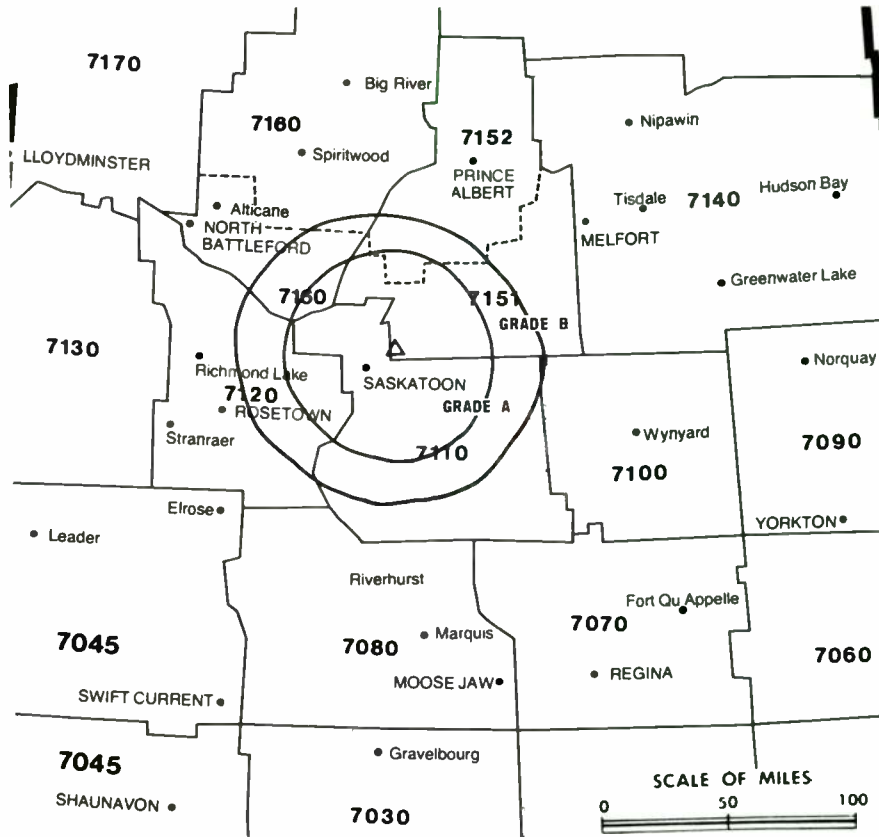 7170
Big River
7160
7152
Nipawin
LLOYDMINSTER
Spiritwood
PRINCE
ALBERT
Tisdale
7140
Hudson Bay
Alticane
NORTH
BATTLEFORD
MELFORT
Greenwater Lake
7160
7151
GRADE B
7130
Richmond Lake
SASKATOON
Norquay
7120
ROSETOWN
GRADE A
Stranraer
7110
Wynyard
7090
7100
Elrose
Leader
YORKTON
Riverhurst
Fort Qu Appelle
7045
7080
Marquis
7070
7060
MOOSE JAW
REGINA
SWIFT CURRENT
7045
Gravelbourg
SCALE OF MILES
SHAUNAVON
7030
0 50 100